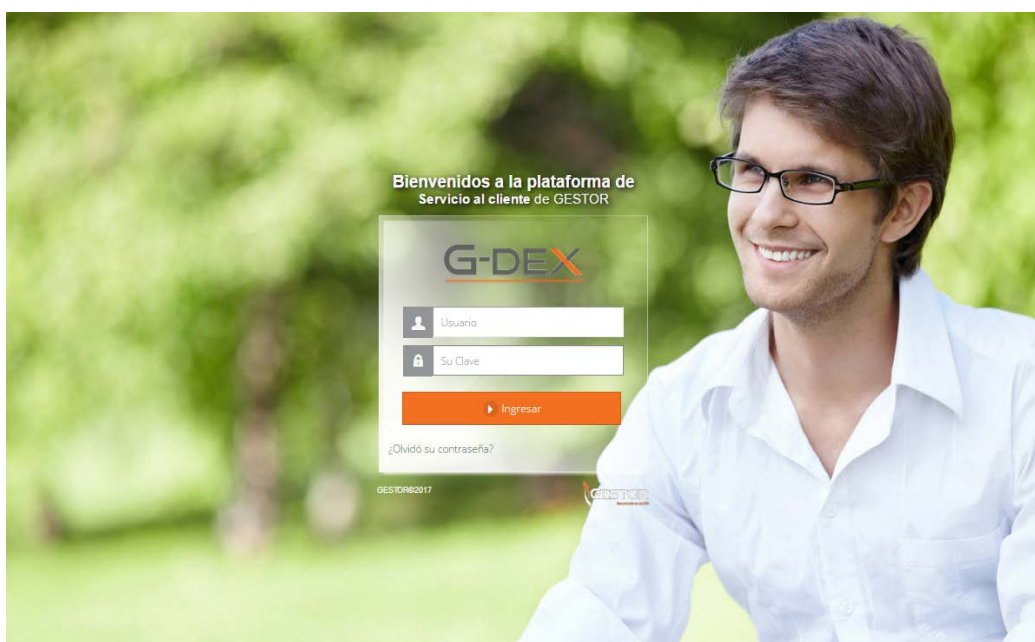 Bienvenidos a la plataforma de
Servicio al cliente de GESTOR
G-DEX
Usuario
Su Clave
Ingresar
¿Olvidó su contraseña?
GESTOR©2017
GESTOR